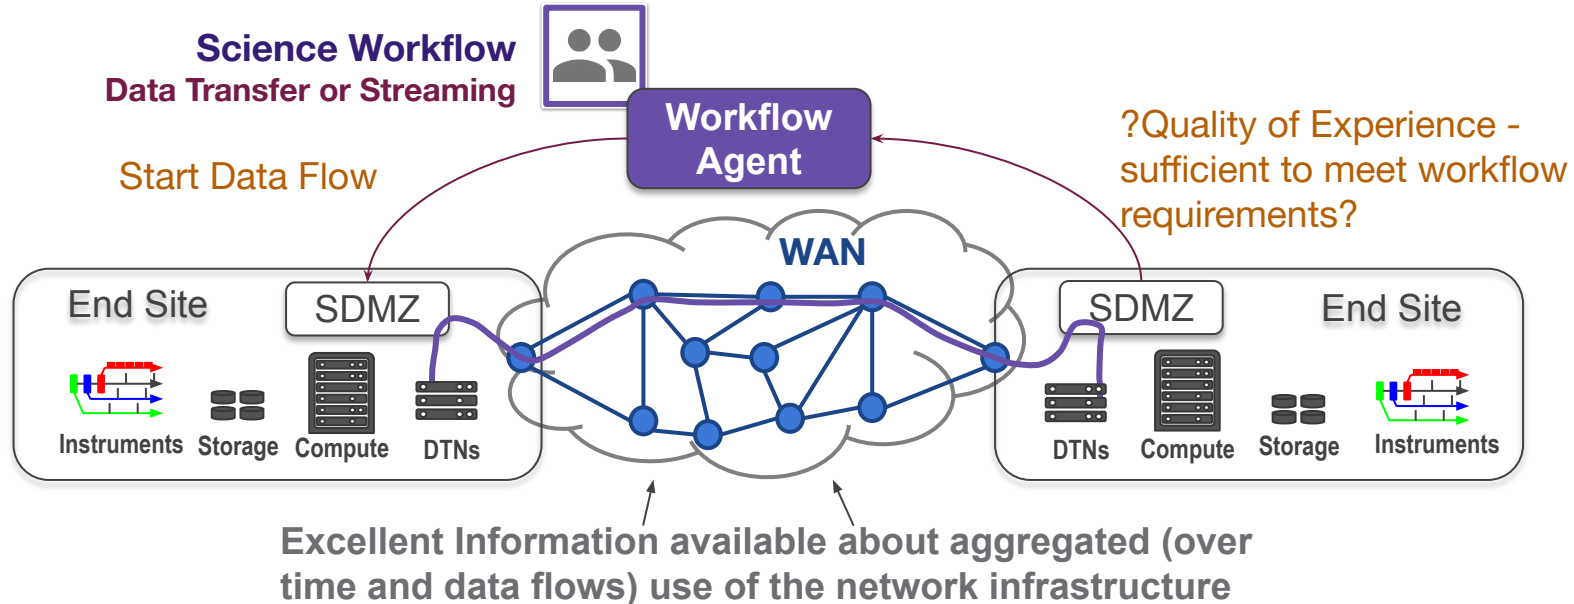 Science Workflow
Data Transfer or Streaming
Workflow
Agent
Start Data Flow
?Quality of Experience -
sufficient to meet workflow
requirements?
WAN
End Site
SDMZ
SDMZ
End Site
Instruments
Storage
Compute
DTNs
DTNs
Compute
Storage
Instruments
Excellent Information available about aggregated (over
time and data flows) use of the network infrastructure